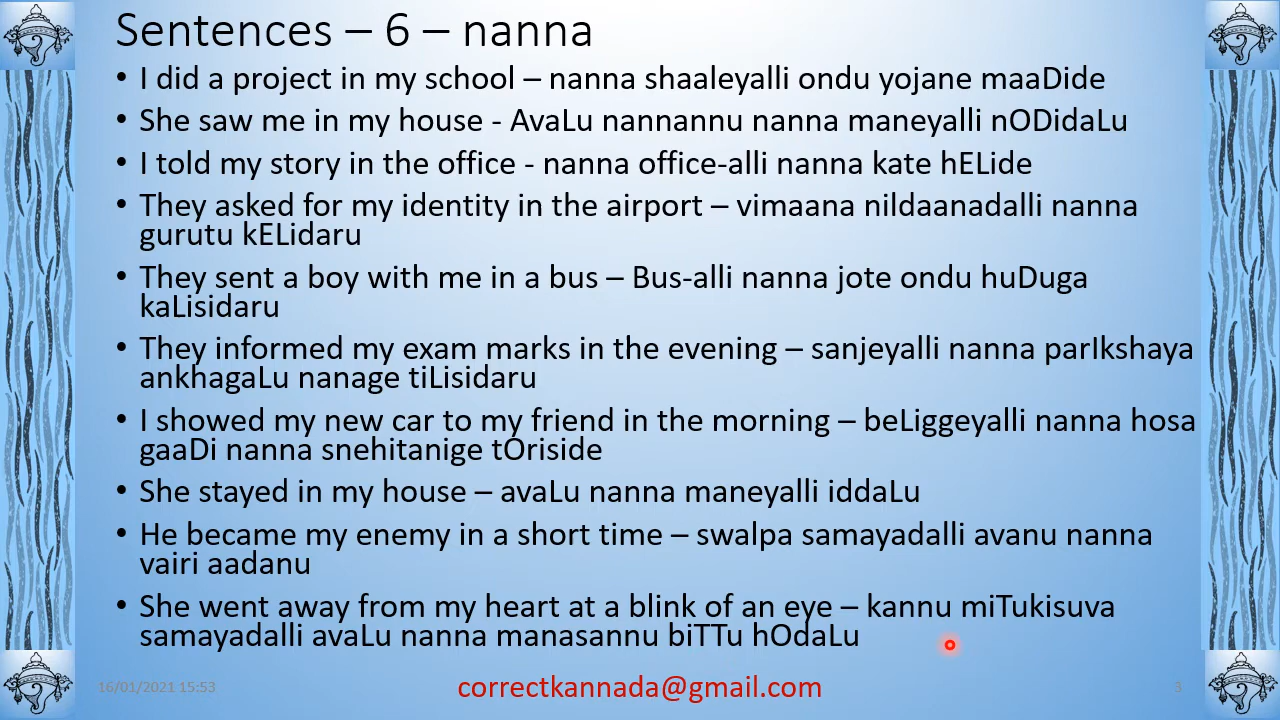 Sentences – 6 – nanna
• I did a project in my school – nanna shaaleyalli ondu yojane maaDide
• She saw me in my house - AvaLu nannannu nanna maneyalli nODidaLu
• I told my story in the office - nanna office-alli nanna kate hELide
• They asked for my identity in the airport – vimaana nildaanadalli nanna
gurutu kELidaru
• They sent a boy with me in a bus – Bus-alli nanna jote ondu huDuga
kaLisidaru
• They informed my exam marks in the evening – sanjeyalli nanna parIkshaya
ankhagaLu nanage tiLisidaru
• I showed my new car to my friend in the morning – beLiggeyalli nanna hosa
gaaDi nanna snehitanige tOriside
• She stayed in my house – avaLu nanna maneyalli iddaLu
• He became my enemy in a short time – swalpa samayadalli avanu nanna
vairi aadanu
• She went away from my heart at a blink of an eye – kannu miTukisuva
samayadalli avaLu nanna manasannu biTTu hOdaLu
16/01/2021 15:53
correctkannada@gmail.com
3